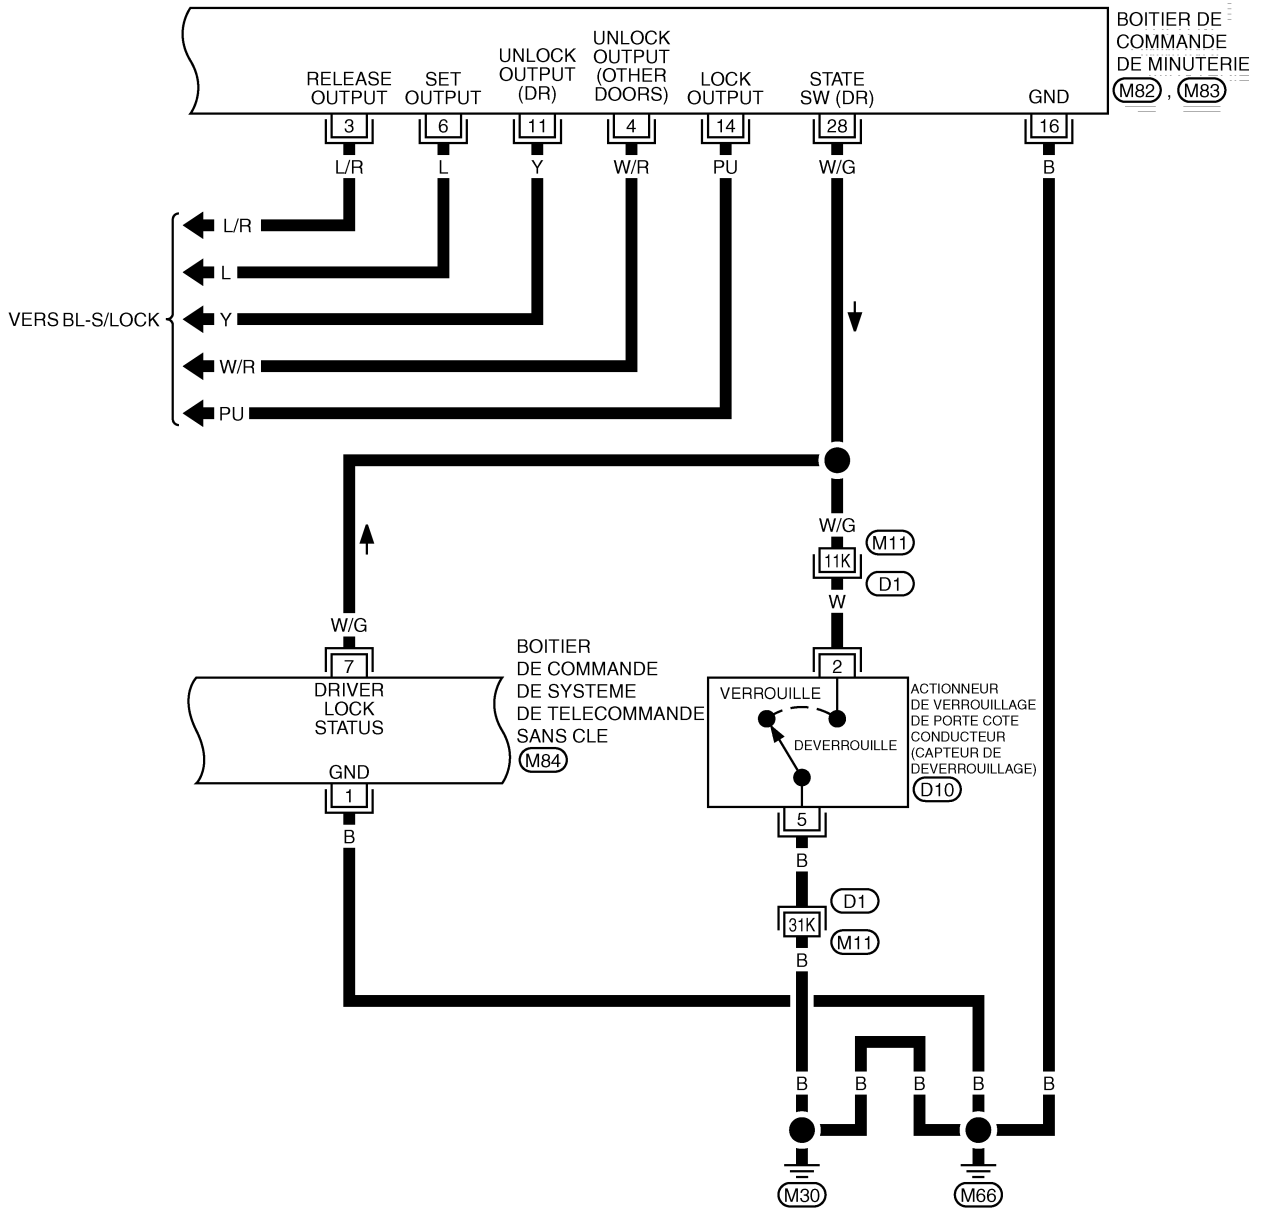 BOITIER DE
COMMANDE
DE MINUTERIE
M82 , M83
RELEASE
OUTPUT
SET
OUTPUT
UNLOCK
OUTPUT
(DR)
UNLOCK
OUTPUT
(OTHER
DOORS)
LOCK
OUTPUT
STATE
SW (DR)
GND
3
6
11
4
14
28
16
L/R
L
Y
W/R
PU
W/G
B
L/R
L
VERS BL-S/LOCK
Y
W/R
PU
W/G
M11
11K
D1
W
W/G
7
2
DRIVER
LOCK
STATUS
GND
1
B
BOITIER
DE COMMANDE
DE SYSTEME
DE TELECOMMANDE
SANS CLE
M84
VERROUILLE
DEVERROUILLE
ACTIONNEUR
DE VERROUILLAGE
DE PORTE COTE
CONDUCTEUR
(CAPTEUR DE
DEVERROUILLAGE)
D10
5
B
D1
31K
M11
B
B
B
B
B
B
M30
M66